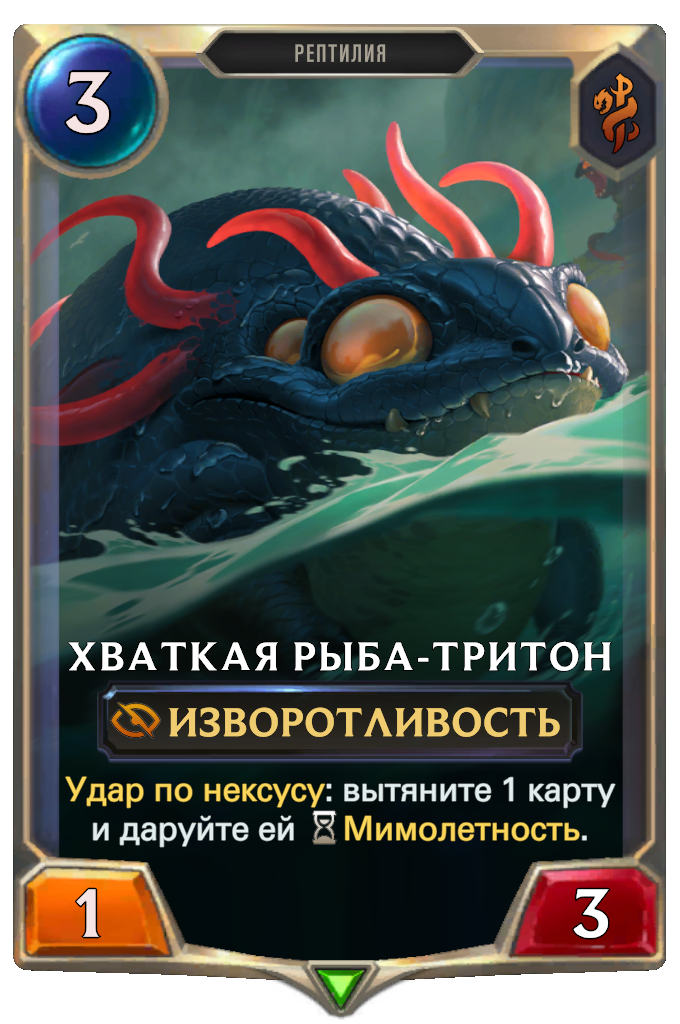 РЕПТИЛИЯ
3
ХВАТКАЯ РЫБА-ТРИТОН
ИЗВОРОТЛИВОСТЬ
Удар по нексусу: вытяните 1 карту
и даруйте ей Мимолетность.
1
3